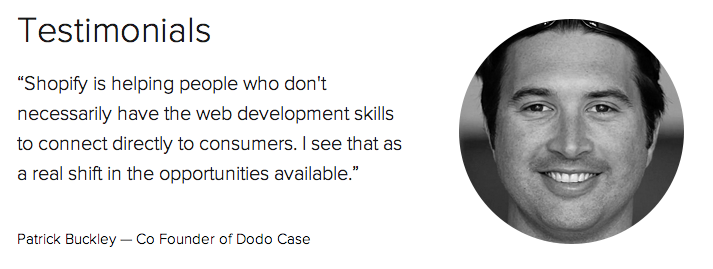 Testimonials
“Shopify is helping people who don't
necessarily have the web development skills
to connect directly to consumers. I see that as
a real shift in the opportunities available.”
Patrick Buckley — Co Founder of Dodo Case